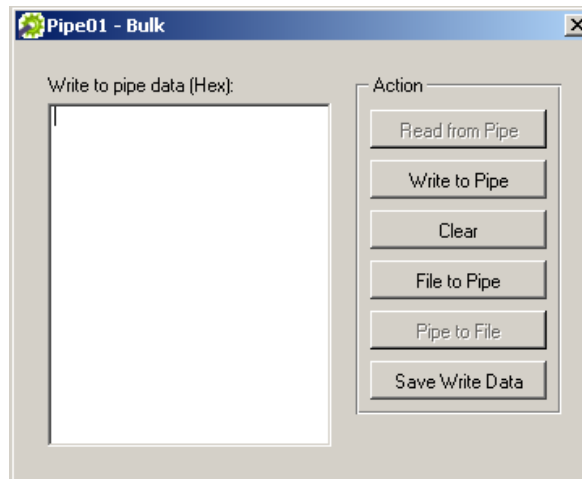 Pipe01 - Bulk
Write to pipe data (Hex):
Action
Read from Pipe
Write to Pipe
Clear
File to Pipe
Pipe to File
Save Write Data